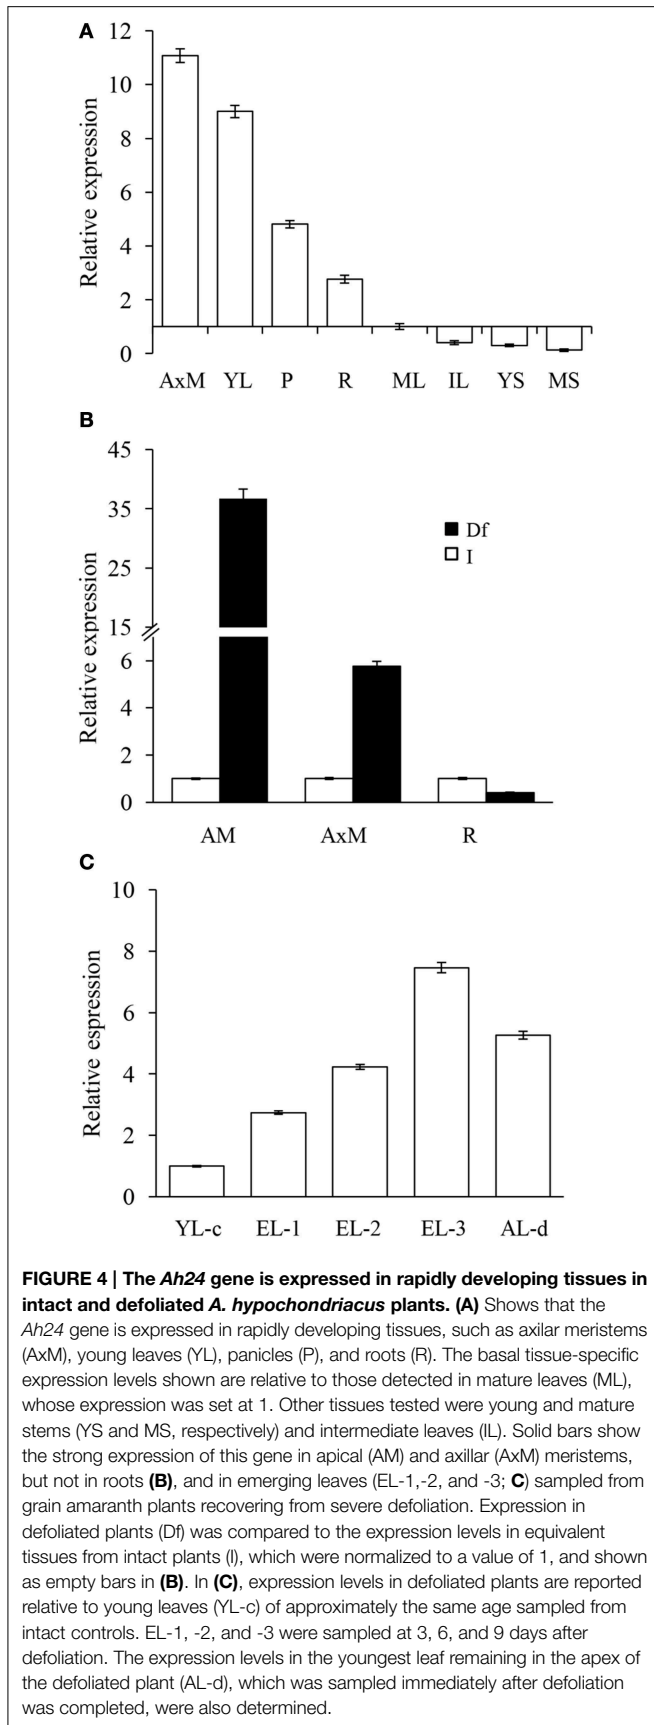 A
12
10
8
6
4
2
0
Relative expression
AxM YL P R ML IL YS MS
B
45
35
25
15
6
4
2
0
Relative expression
Df
I
AM AxM R
C
10
8
6
4
2
0
Relative espression
YL-c EL-1 EL-2 EL-3 AL-d
FIGURE 4 | The Ah24 gene is expressed in rapidly developing tissues in
intact and defoliated A. hypochondriacus plants. (A) Shows that the
Ah24 gene is expressed in rapidly developing tissues, such as axilar meristems
(AxM), young leaves (YL), panicles (P), and roots (R). The basal tissue-specific
expression levels shown are relative to those detected in mature leaves (ML),
whose expression was set at 1. Other tissues tested were young and mature
stems (YS and MS, respectively) and intermediate leaves (IL). Solid bars show
the strong expression of this gene in apical (AM) and axillar (AxM) meristems,
but not in roots (B), and in emerging leaves (EL-1,-2, and -3; C) sampled from
grain amaranth plants recovering from severe defoliation. Expression in
defoliated plants (Df) was compared to the expression levels in equivalent
tissues from intact plants (I), which were normalized to a value of 1, and shown
as empty bars in (B). In (C), expression levels in defoliated plants are reported
relative to young leaves (YL-c) of approximately the same age sampled from
intact controls. EL-1, -2, and -3 were sampled at 3, 6, and 9 days after
defoliation. The expression levels in the youngest leaf remaining in the apex of
the defoliated plant (AL-d), which was sampled immediately after defoliation
was completed, were also determined.